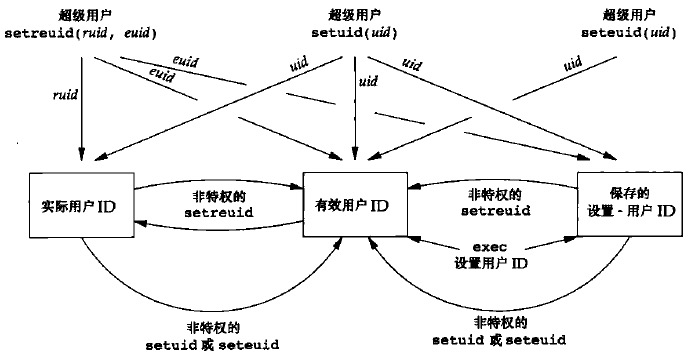 超级用户
setreuid(ruid, euid)
超级用户
setuid(uid)
超级用户
seteuid(uid)
euid
euid
uid
uid
uid
uid
ruid
实际用户 ID
非特权的
setreuid
有效用户 ID
非特权的
setreuid
保存的
设置 - 用户 ID
exec
设置用户 ID
非特权的
setuid 或 seteuid
非特权的
setuid 或 seteuid